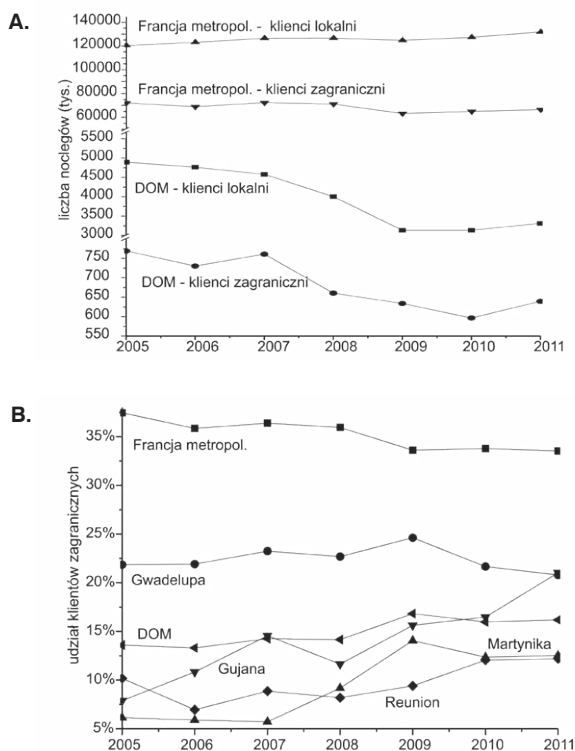 A.
liczba noclegów (tys.)
140000
120000
100000
80000
60000
5500
5000
4500
4000
3500
3000
750
700
650
600
550
Francja metropol. - klienci lokalni
Francja metropol. - klienci zagraniczni
DOM - klienci lokalni
DOM - klienci zagraniczni
2005 2006 2007 2008 2009 2010 2011
B.
udział klientów zagranicznych
35%
30%
25%
20%
15%
10%
5%
Francja metropol.
Gwadelupa
DOM
Gujana
Martynika
Reunion
2005 2006 2007 2008 2009 2010 2011